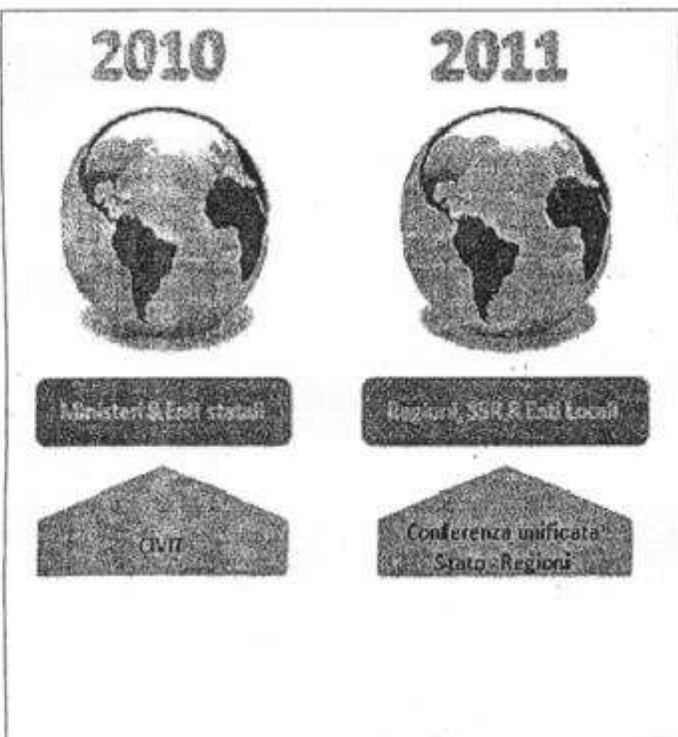 2010
2011
Ministeri & Enti statali
Regioni, SSR & Enti Locali
CIVIT
Conferenza unificata
Stato - Regioni